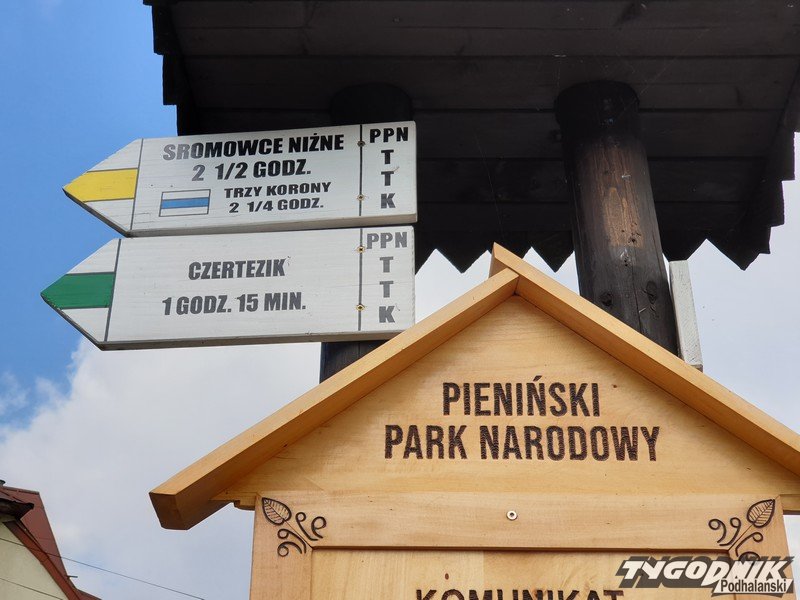 SROMOWCE NIŻNE
2 1/2 GODZ.
TRZY KORONY
2 1/4 GODZ.
PPN
T
T
K
CZERTEZIK
1 GODZ. 15 MIN.
PPN
T
T
K
PIENIŃSKI
PARK NARODOWY
KOMUNIKAT
TYGODNIK
Podhalański